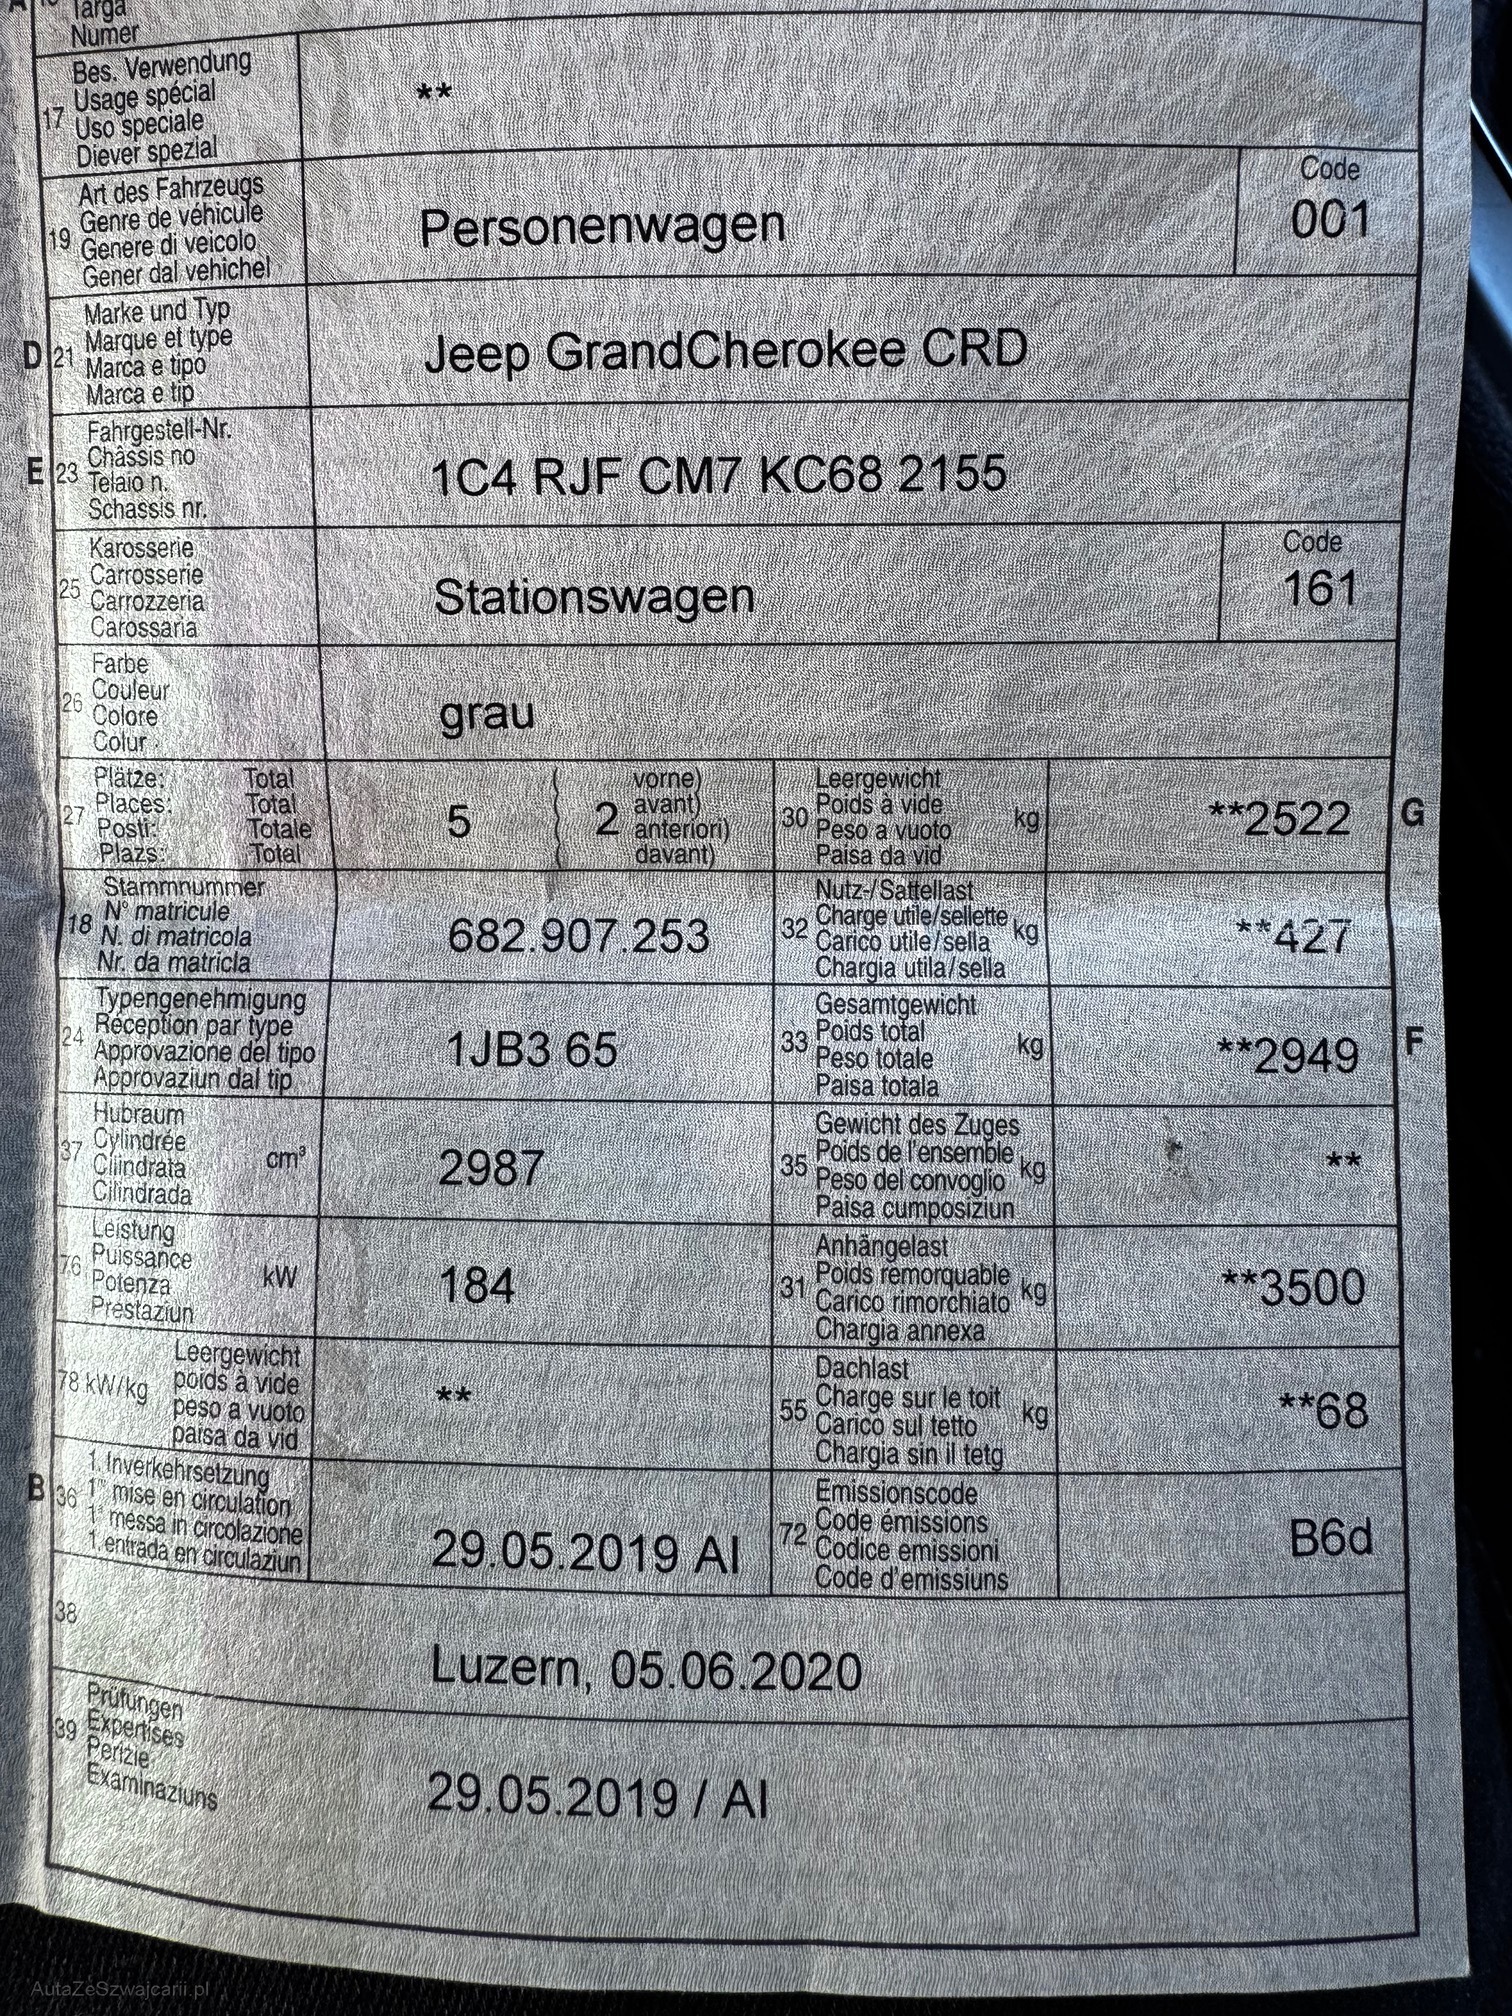 A
Targa
Numer
17
Bes. Verwendung
Usage spécial
Uso speciale
Diever spezial
**
19
Art des Fahrzeugs
Genre de véhicule
Genere di veicolo
Gener dal vehichel
Personenwagen
Code
001
D
21
Marke und Typ
Marque et type
Marca e tipo
Marca e tip
Jeep GrandCherokee CRD
E
23
Fahrgestell-Nr.
Châssis no
Telaio n.
Schassis nr.
1C4 RJF CM7 KC68 2155
25
Karosserie
Carrosserie
Carrozzeria
Carossaria
Stationswagen
Code
161
26
Farbe
Couleur
Colore
Colur
grau
27
Plätze: Total
Places: Total
Posti: Totale
Plazs: Total
5
2
vorne)
avant)
anteriori)
davant)
30
Leergewicht
Poids à vide
Peso a vuoto
Paisa da vid
kg
**2522
G
18
Stammnummer
N° matricule
N. di matricola
Nr. da matricla
682.907.253
32
Nutz-/Sattellast
Charge utile/sellette
Carico utile/sella
Chargia utila/sella
kg
**427
24
Typengenehmigung
Réception par type
Approvazione del tipo
Approvaziun dal tip
1JB3 65
33
Gesamtgewicht
Poids total
Peso totale
Paisa totala
kg
**2949
F
37
Hubraum
Cylindrée
Cilindrata
Cilindrada
cm³
2987
35
Gewicht des Zuges
Poids de l'ensemble
Peso del convoglio
Paisa cumposiziun
kg
**
76
Leistung
Puissance
Potenza
Prestaziun
kW
184
31
Anhängelast
Poids remorquable
Carico rimorchiato
Chargia annexa
kg
**3500
78 kW/kg
Leergewicht
poids à vide
peso a vuoto
paisa da vid
**
55
Dachlast
Charge sur le toit
Carico sul tetto
Chargia sin il tetg
kg
**68
B
36
1. Inverkehrsetzung
1re mise en circulation
1a messa in circolazione
1. entrada en circulaziun
29.05.2019 AI
72
Emissionscode
Code émissions
Codice emissioni
Code d'emissiuns
B6d
38
Luzern, 05.06.2020
39
Prüfungen
Expertises
Perizie
Examinaziuns
29.05.2019 / AI
AutaZeSzwajcarii.pl